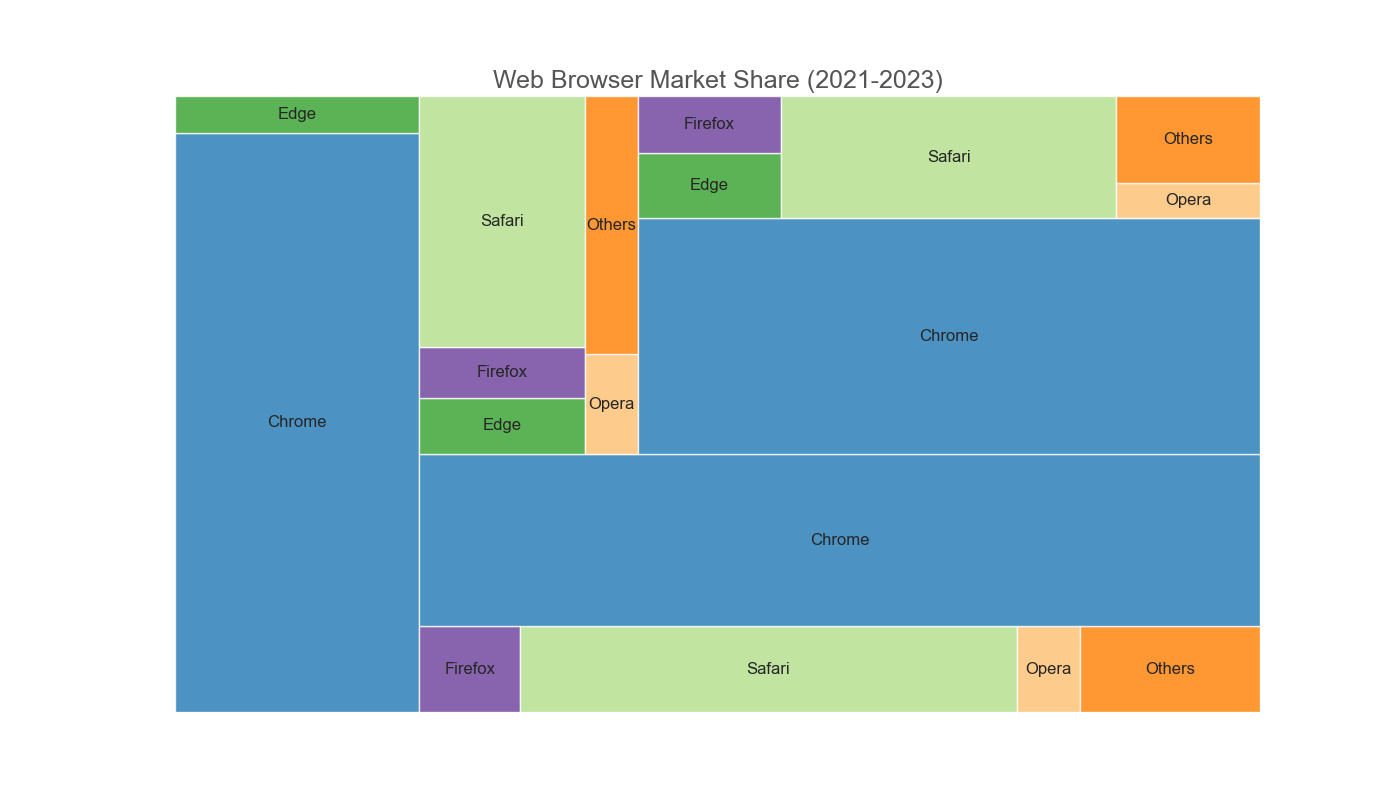 Web Browser Market Share (2021-2023)
Edge
Chrome
Safari
Firefox
Edge
Others
Opera
Firefox
Edge
Safari
Others
Opera
Chrome
Chrome
Firefox
Safari
Opera
Others